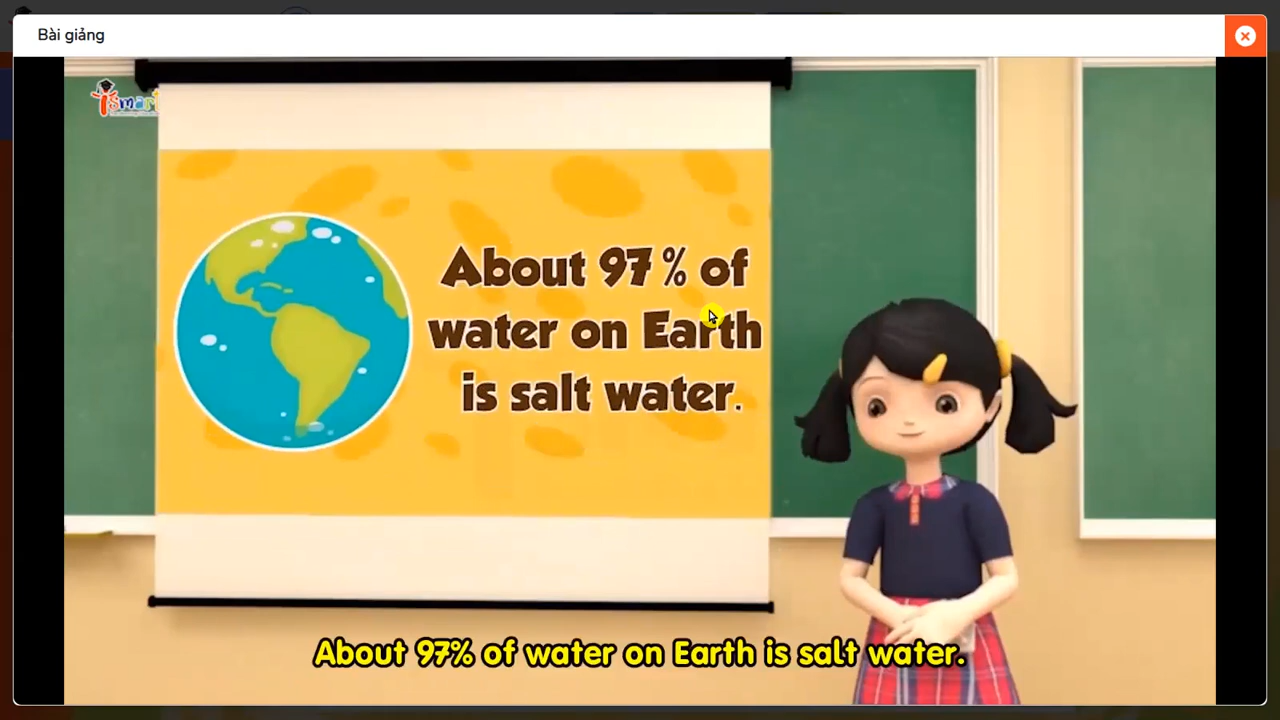 Bài giảng
ismart
About 97% of
water on Earth
is salt water.
About 97% of water on Earth is salt water.